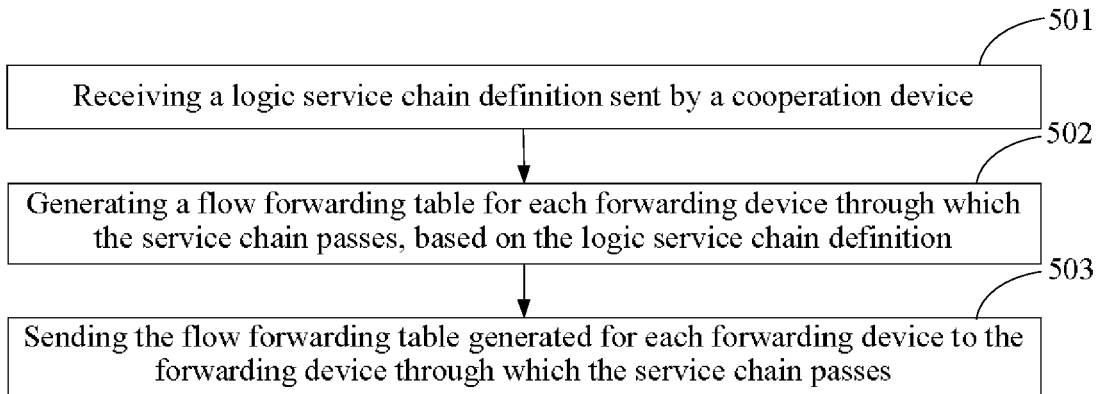 501
Receiving a logic service chain definition sent by a cooperation device
502
Generating a flow forwarding table for each forwarding device through which
the service chain passes, based on the logic service chain definition
503
Sending the flow forwarding table generated for each forwarding device to the
forwarding device through which the service chain passes